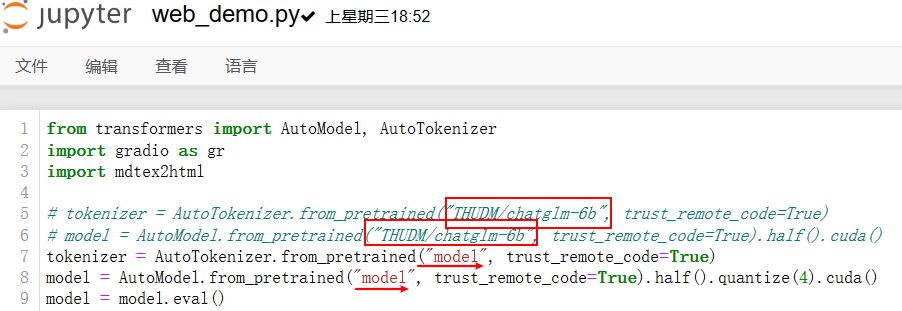 jupyter web_demo.py✔ 上星期三18:52
文件 编辑 查看 语言
1 from transformers import AutoModel, AutoTokenizer
2 import gradio as gr
3 import mdtex2html
4
5 # tokenizer = AutoTokenizer.from_pretrained("THUDM/chatglm-6b", trust_remote_code=True)
6 # model = AutoModel.from_pretrained("THUDM/chatglm-6b", trust_remote_code=True).half().cuda()
7 tokenizer = AutoTokenizer.from_pretrained("model", trust_remote_code=True)
8 model = AutoModel.from_pretrained("model", trust_remote_code=True).half().quantize(4).cuda()
9 model = model.eval()